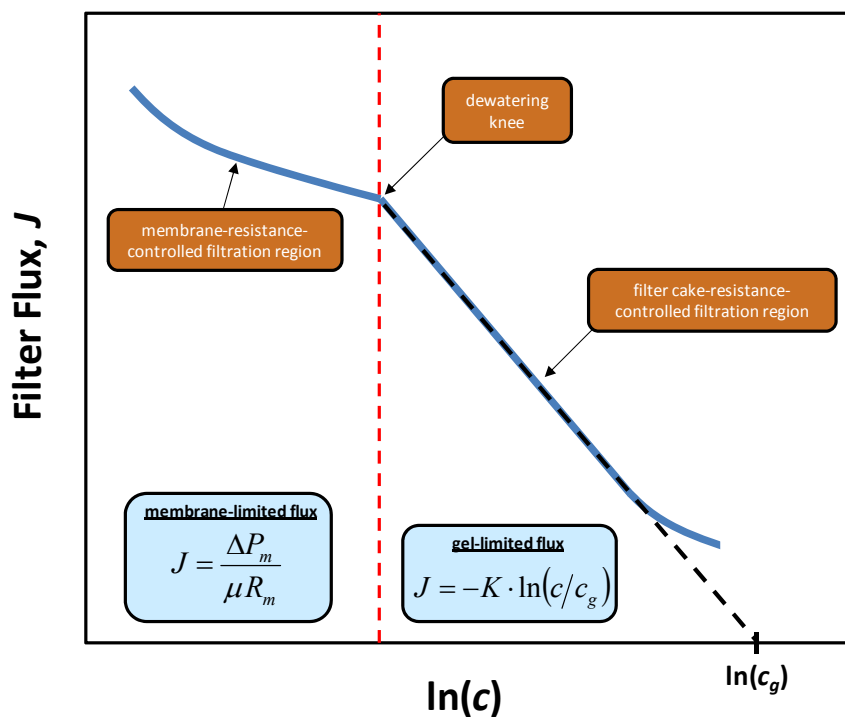 dewatering
knee
membrane-resistance-
controlled filtration region
filter cake-resistance-
controlled filtration region
Filter Flux, J
membrane-limited flux
J = ΔP_m / μR_m
gel-limited flux
J = −K · ln(c/c_g)
ln(c_g)
ln(c)